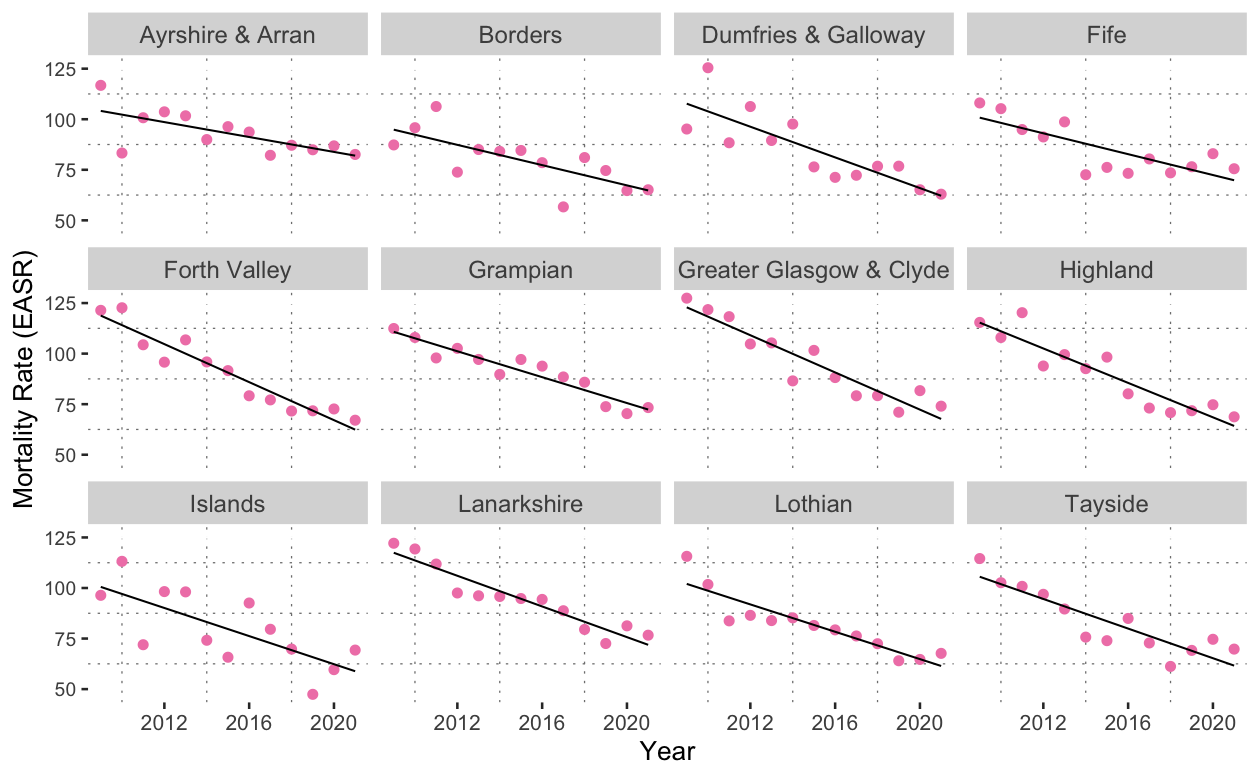 Ayrshire & Arran Borders Dumfries & Galloway Fife
125
100
75
50
Forth Valley Grampian Greater Glasgow & Clyde Highland
125
100
75
50
Mortality Rate (EASR)
Islands Lanarkshire Lothian Tayside
125
100
75
50
2012 2016 2020 2012 2016 2020 2012 2016 2020 2012 2016 2020
Year